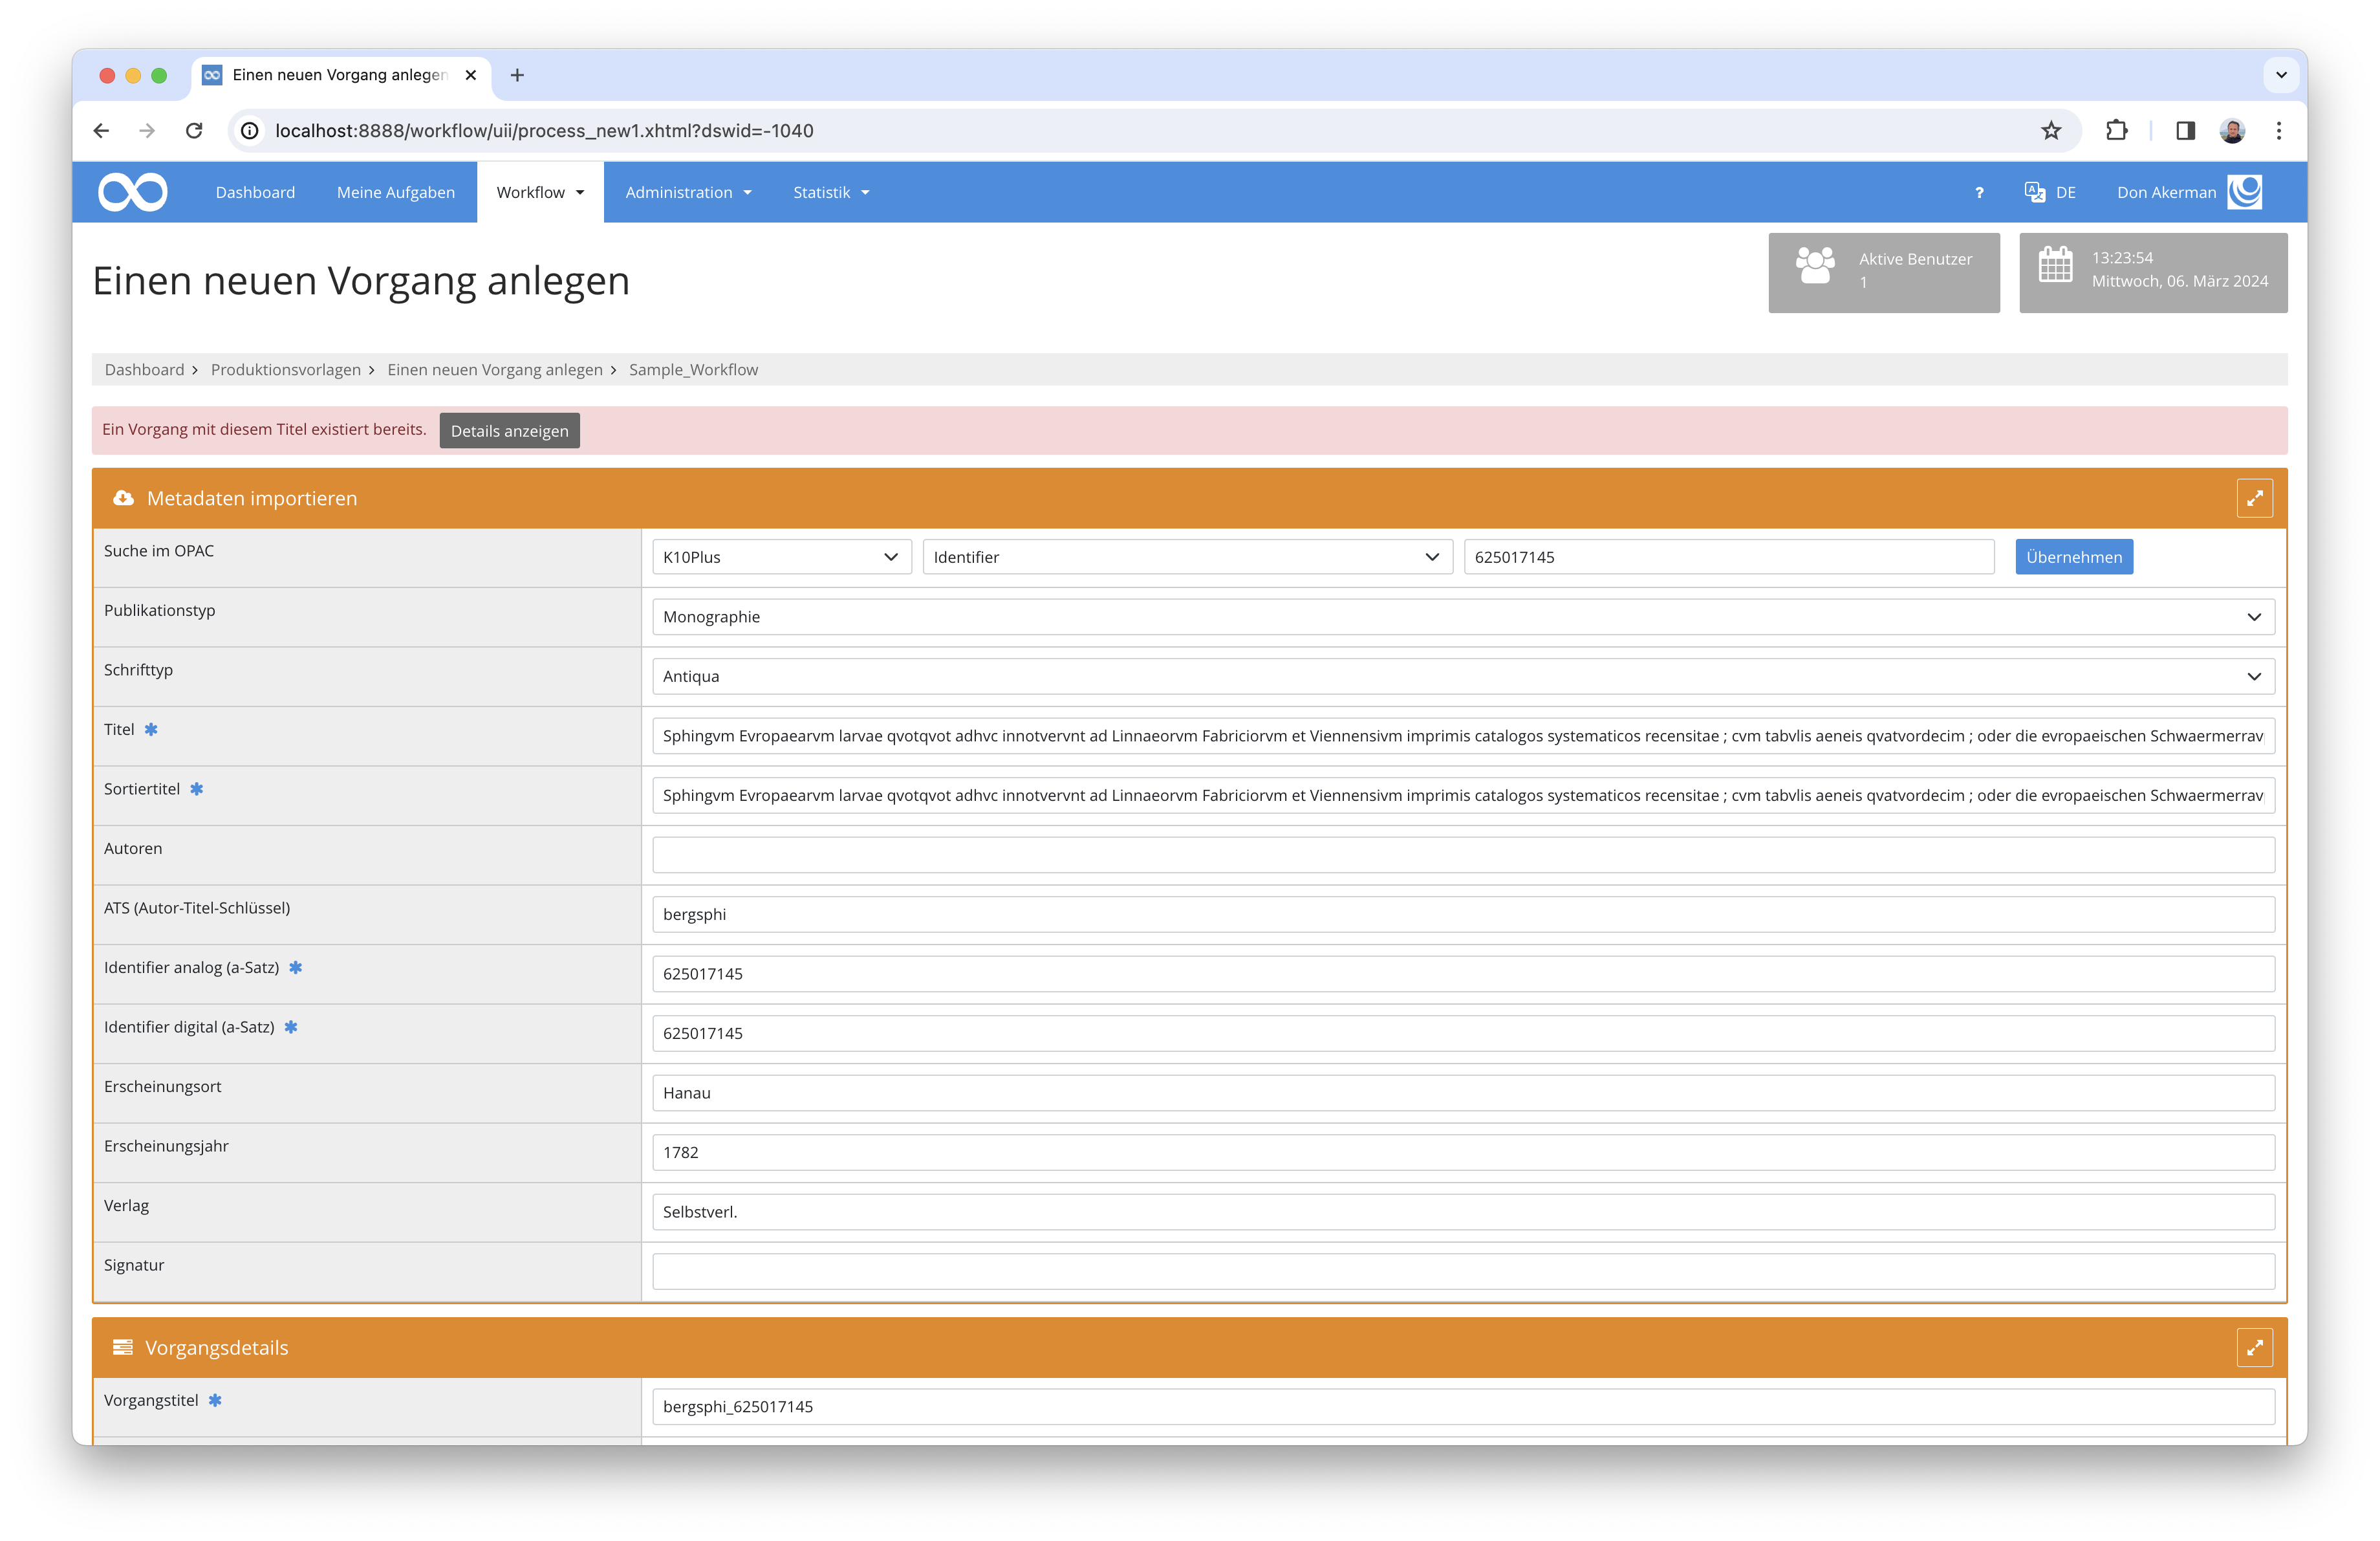 Einen neuen Vorgang anlegen
localhost:8888/workflow/uii/process_new1.xhtml?dswid=-1040
Dashboard Meine Aufgaben Workflow Administration Statistik ? DE Don Akerman
Einen neuen Vorgang anlegen
Aktive Benutzer
1
13:23:54
Mittwoch, 06. März 2024
Dashboard > Produktionsvorlagen > Einen neuen Vorgang anlegen > Sample_Workflow
Ein Vorgang mit diesem Titel existiert bereits. Details anzeigen
Metadaten importieren
Suche im OPAC K10Plus Identifier 625017145 Übernehmen
Publikationstyp Monographie
Schrifttyp Antiqua
Titel * Sphingvm Evropaearvm larvae qvotqvot adhvc innotvervnt ad Linnaeorvm Fabriciorvm et Viennensivm imprimis catalogos systematicos recensitae ; cvm tabvlis aeneis qvatvordecim ; oder die evropaeischen Schwaermerrav
Sortiertitel * Sphingvm Evropaearvm larvae qvotqvot adhvc innotvervnt ad Linnaeorvm Fabriciorvm et Viennensivm imprimis catalogos systematicos recensitae ; cvm tabvlis aeneis qvatvordecim ; oder die evropaeischen Schwaermerrav
Autoren
ATS (Autor-Titel-Schlüssel) bergsphi
Identifier analog (a-Satz) * 625017145
Identifier digital (a-Satz) * 625017145
Erscheinungsort Hanau
Erscheinungsjahr 1782
Verlag Selbstverl.
Signatur
Vorgangsdetails
Vorgangstitel * bergsphi_625017145